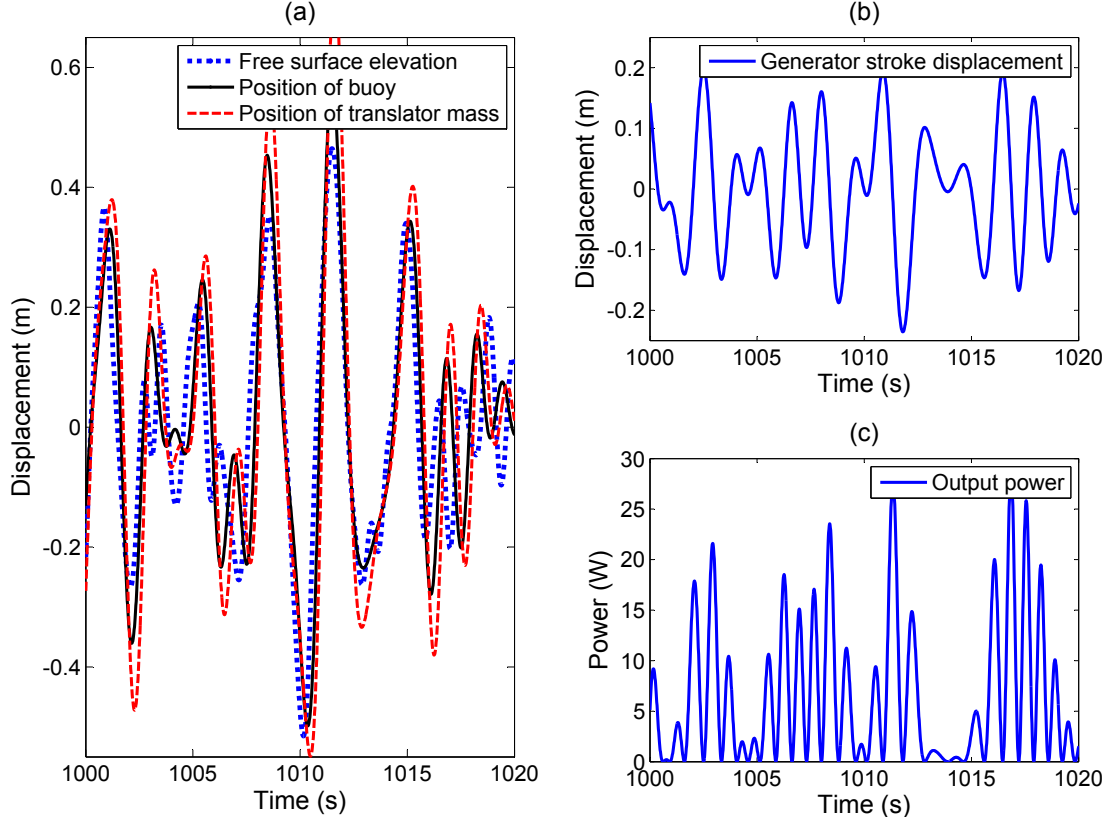 (a)
Displacement (m)
0.6
0.4
0.2
0
-0.2
-0.4
Free surface elevation
Position of buoy
Position of translator mass
1000
1005
1010
1015
1020
Time (s)
(b)
Displacement (m)
0.2
0.1
0
-0.1
-0.2
Generator stroke displacement
1000
1005
1010
1015
1020
Time (s)
(c)
Power (W)
30
25
20
15
10
5
0
Output power
1000
1005
1010
1015
1020
Time (s)